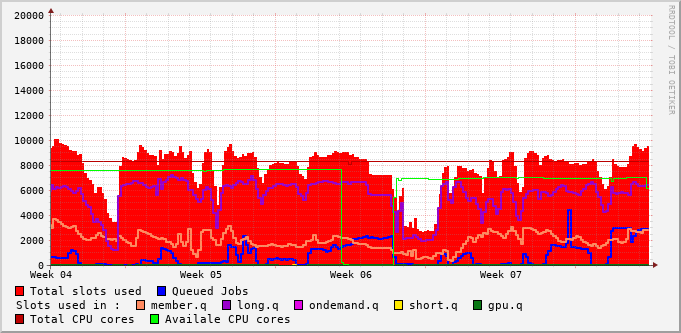 20000
18000
16000
14000
12000
10000
8000
6000
4000
2000
0
Week 04 Week 05 Week 06 Week 07
Total slots used Queued Jobs
Slots used in : member.q long.q ondemand.q short.q gpu.q
Total CPU cores Availale CPU cores
RRDTOOL / TOBI OETIKER